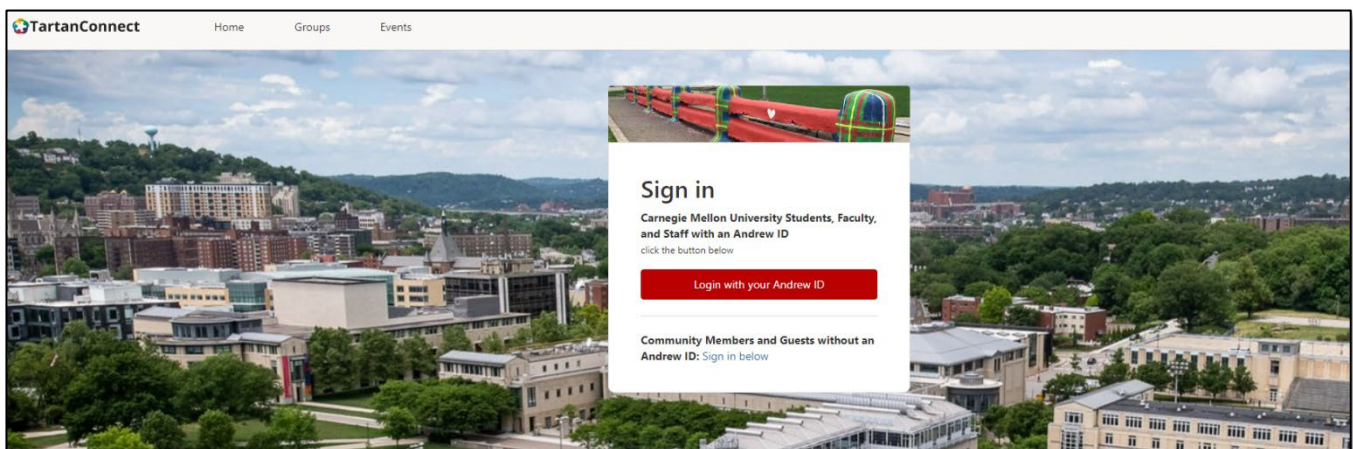 TartanConnect Home Groups Events
Sign in
Carnegie Mellon University Students, Faculty,
and Staff with an Andrew ID
click the button below
Login with your Andrew ID
Community Members and Guests without an
Andrew ID: Sign in below